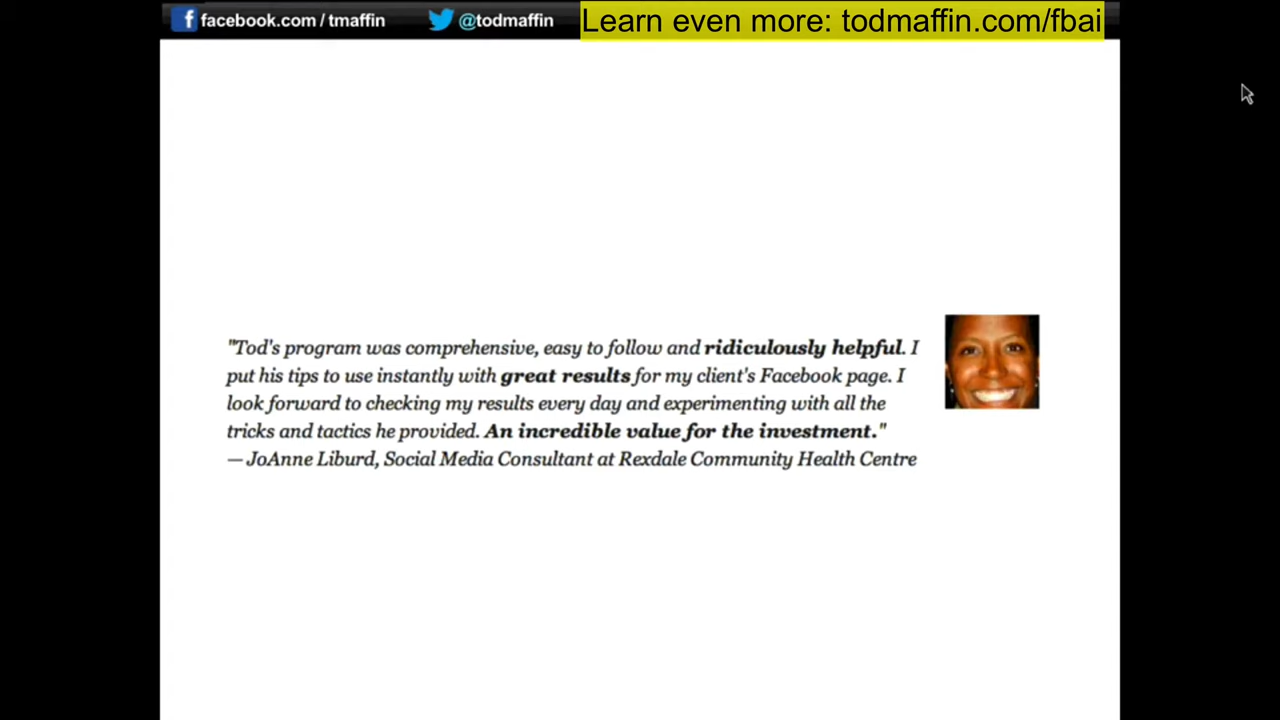 facebook.com / tmaffin @todmaffin Learn even more: todmaffin.com/fbai
"Tod's program was comprehensive, easy to follow and ridiculously helpful. I
put his tips to use instantly with great results for my client's Facebook page. I
look forward to checking my results every day and experimenting with all the
tricks and tactics he provided. An incredible value for the investment."
— JoAnne Liburd, Social Media Consultant at Rexdale Community Health Centre